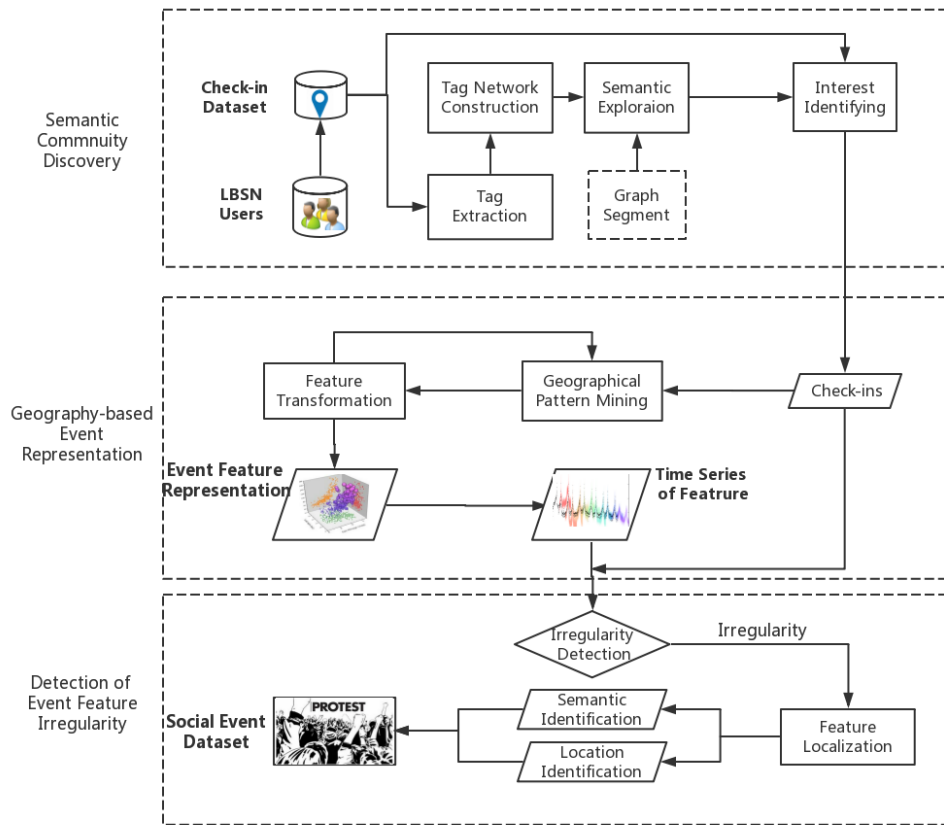 Semantic
Commnuity
Discovery
Check-in
Dataset
LBSN
Users
Tag Network
Construction
Semantic
Exploraion
Interest
Identifying
Tag
Extraction
Graph
Segment
Geography-based
Event
Representation
Feature
Transformation
Geographical
Pattern Mining
Check-ins
Event Feature
Representation
Time Series
of Featrure
Detection of
Event Feature
Irregularity
Irregularity
Detection
Irregularity
Social Event
Dataset
PROTEST
Semantic
Identification
Location
Identification
Feature
Localization